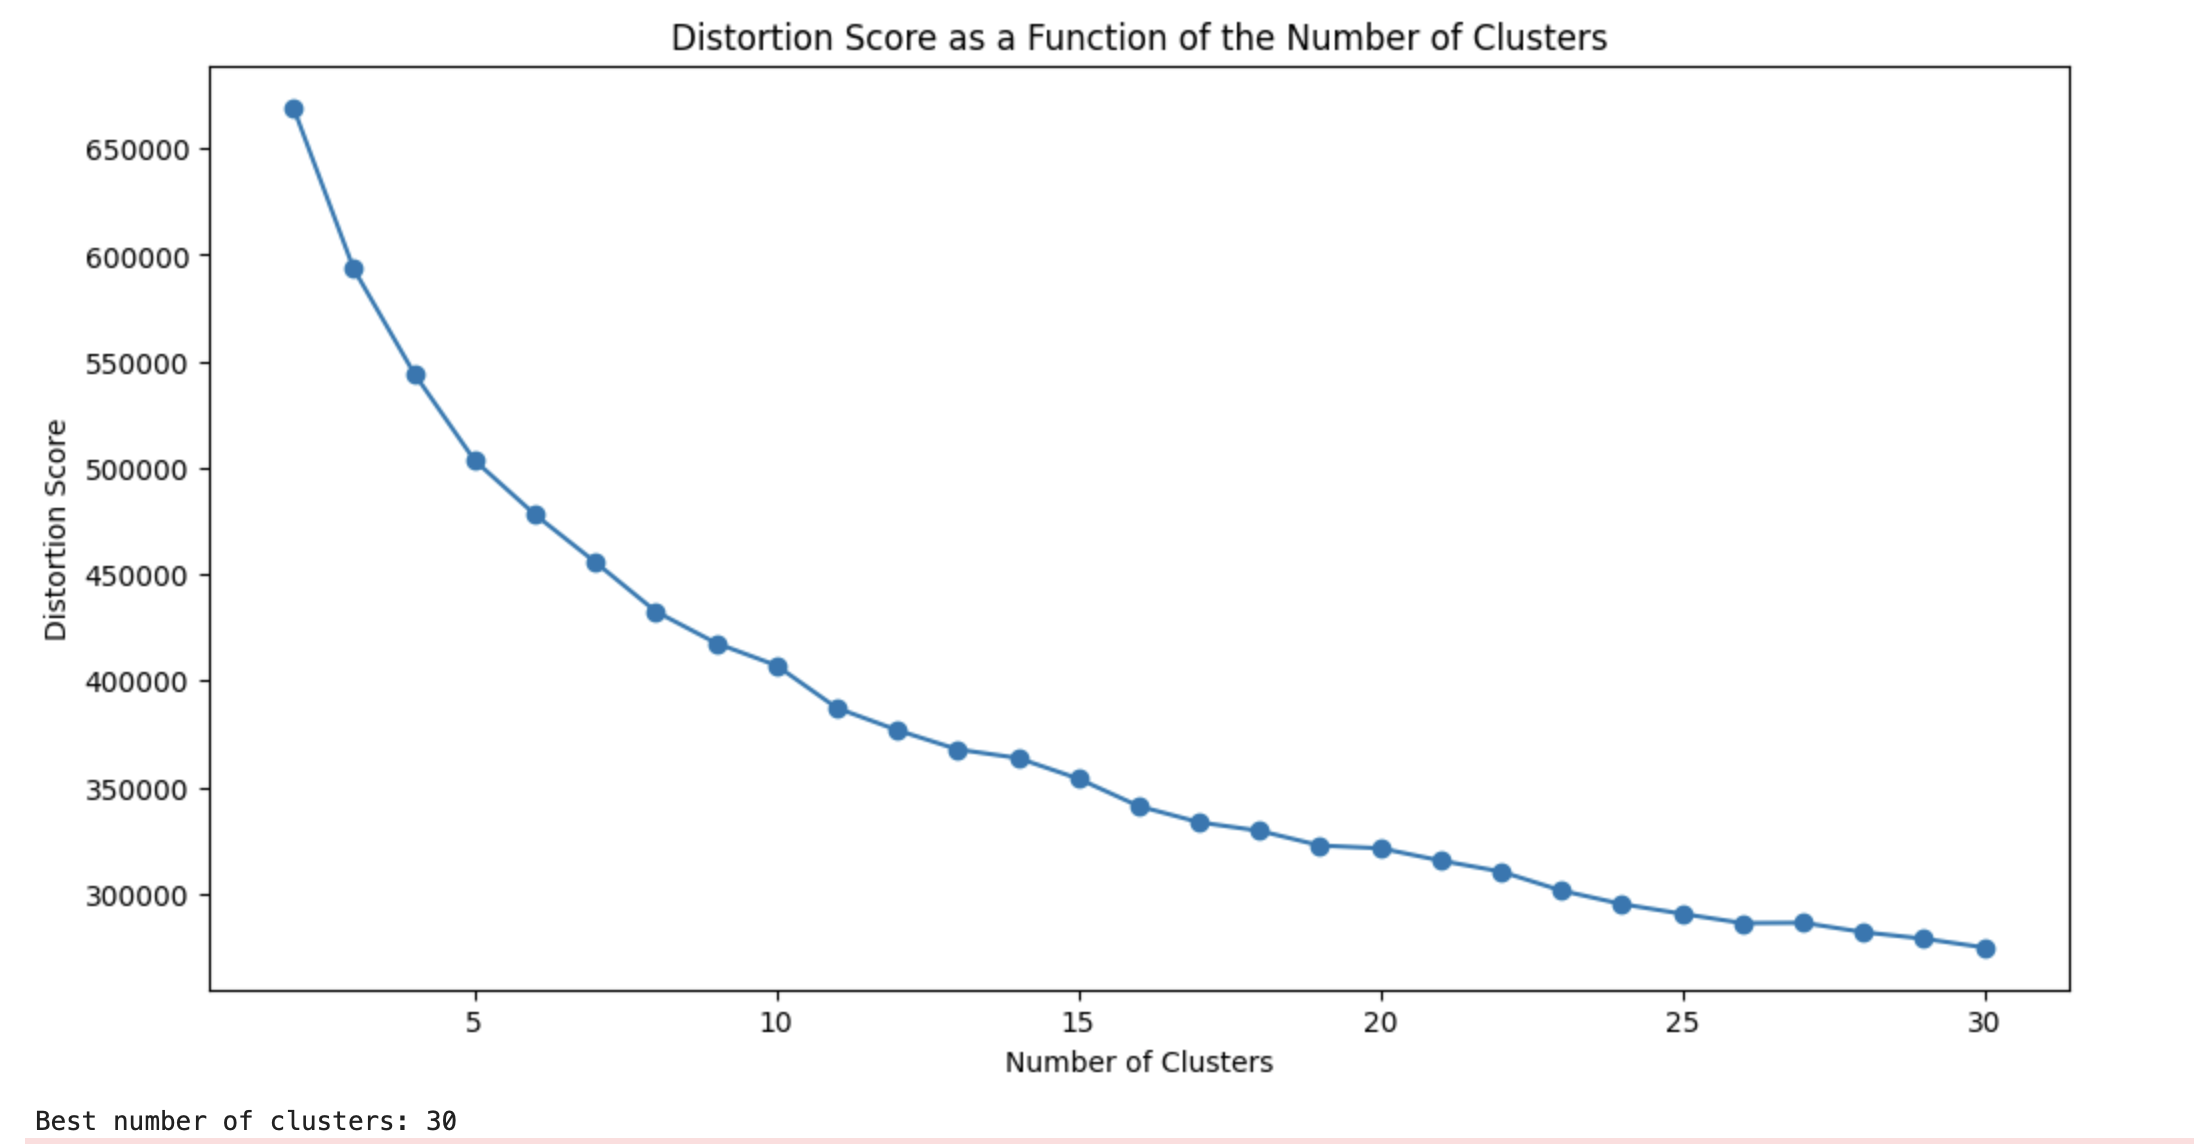 Distortion Score as a Function of the Number of Clusters
650000
600000
550000
500000
450000
400000
350000
300000
Distortion Score
5 10 15 20 25 30
Number of Clusters
Best number of clusters: 30